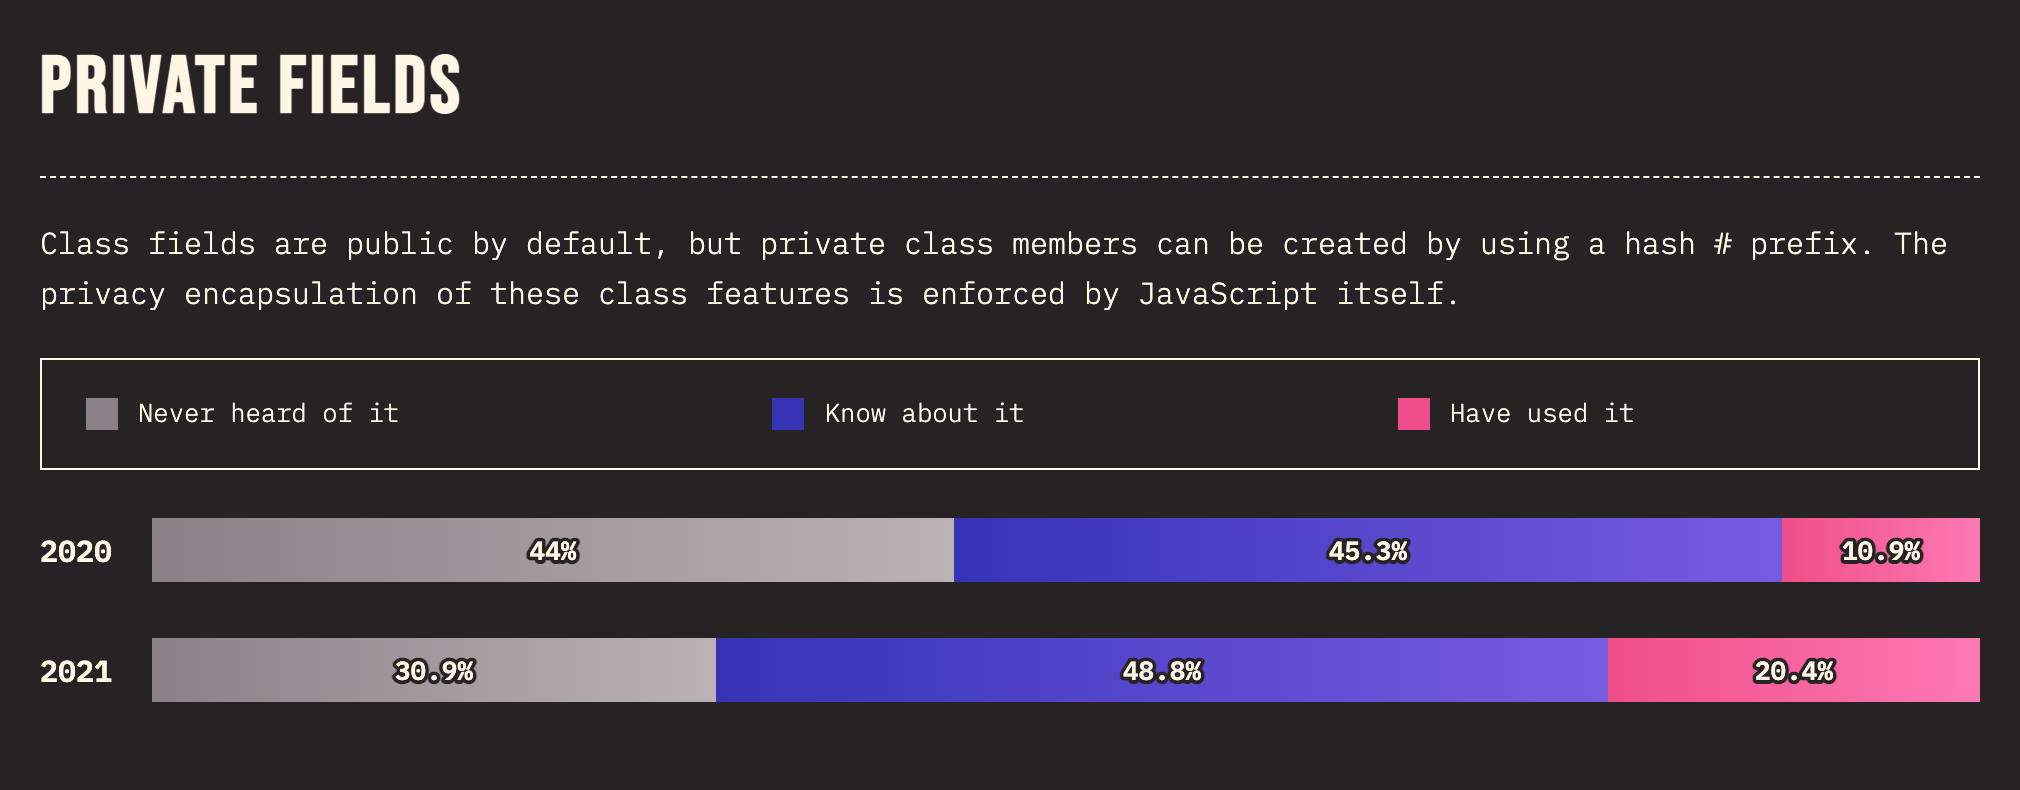 PRIVATE FIELDS
Class fields are public by default, but private class members can be created by using a hash # prefix. The
privacy encapsulation of these class features is enforced by JavaScript itself.
Never heard of it
Know about it
Have used it
2020
44%
45.3%
10.9%
2021
30.9%
48.8%
20.4%